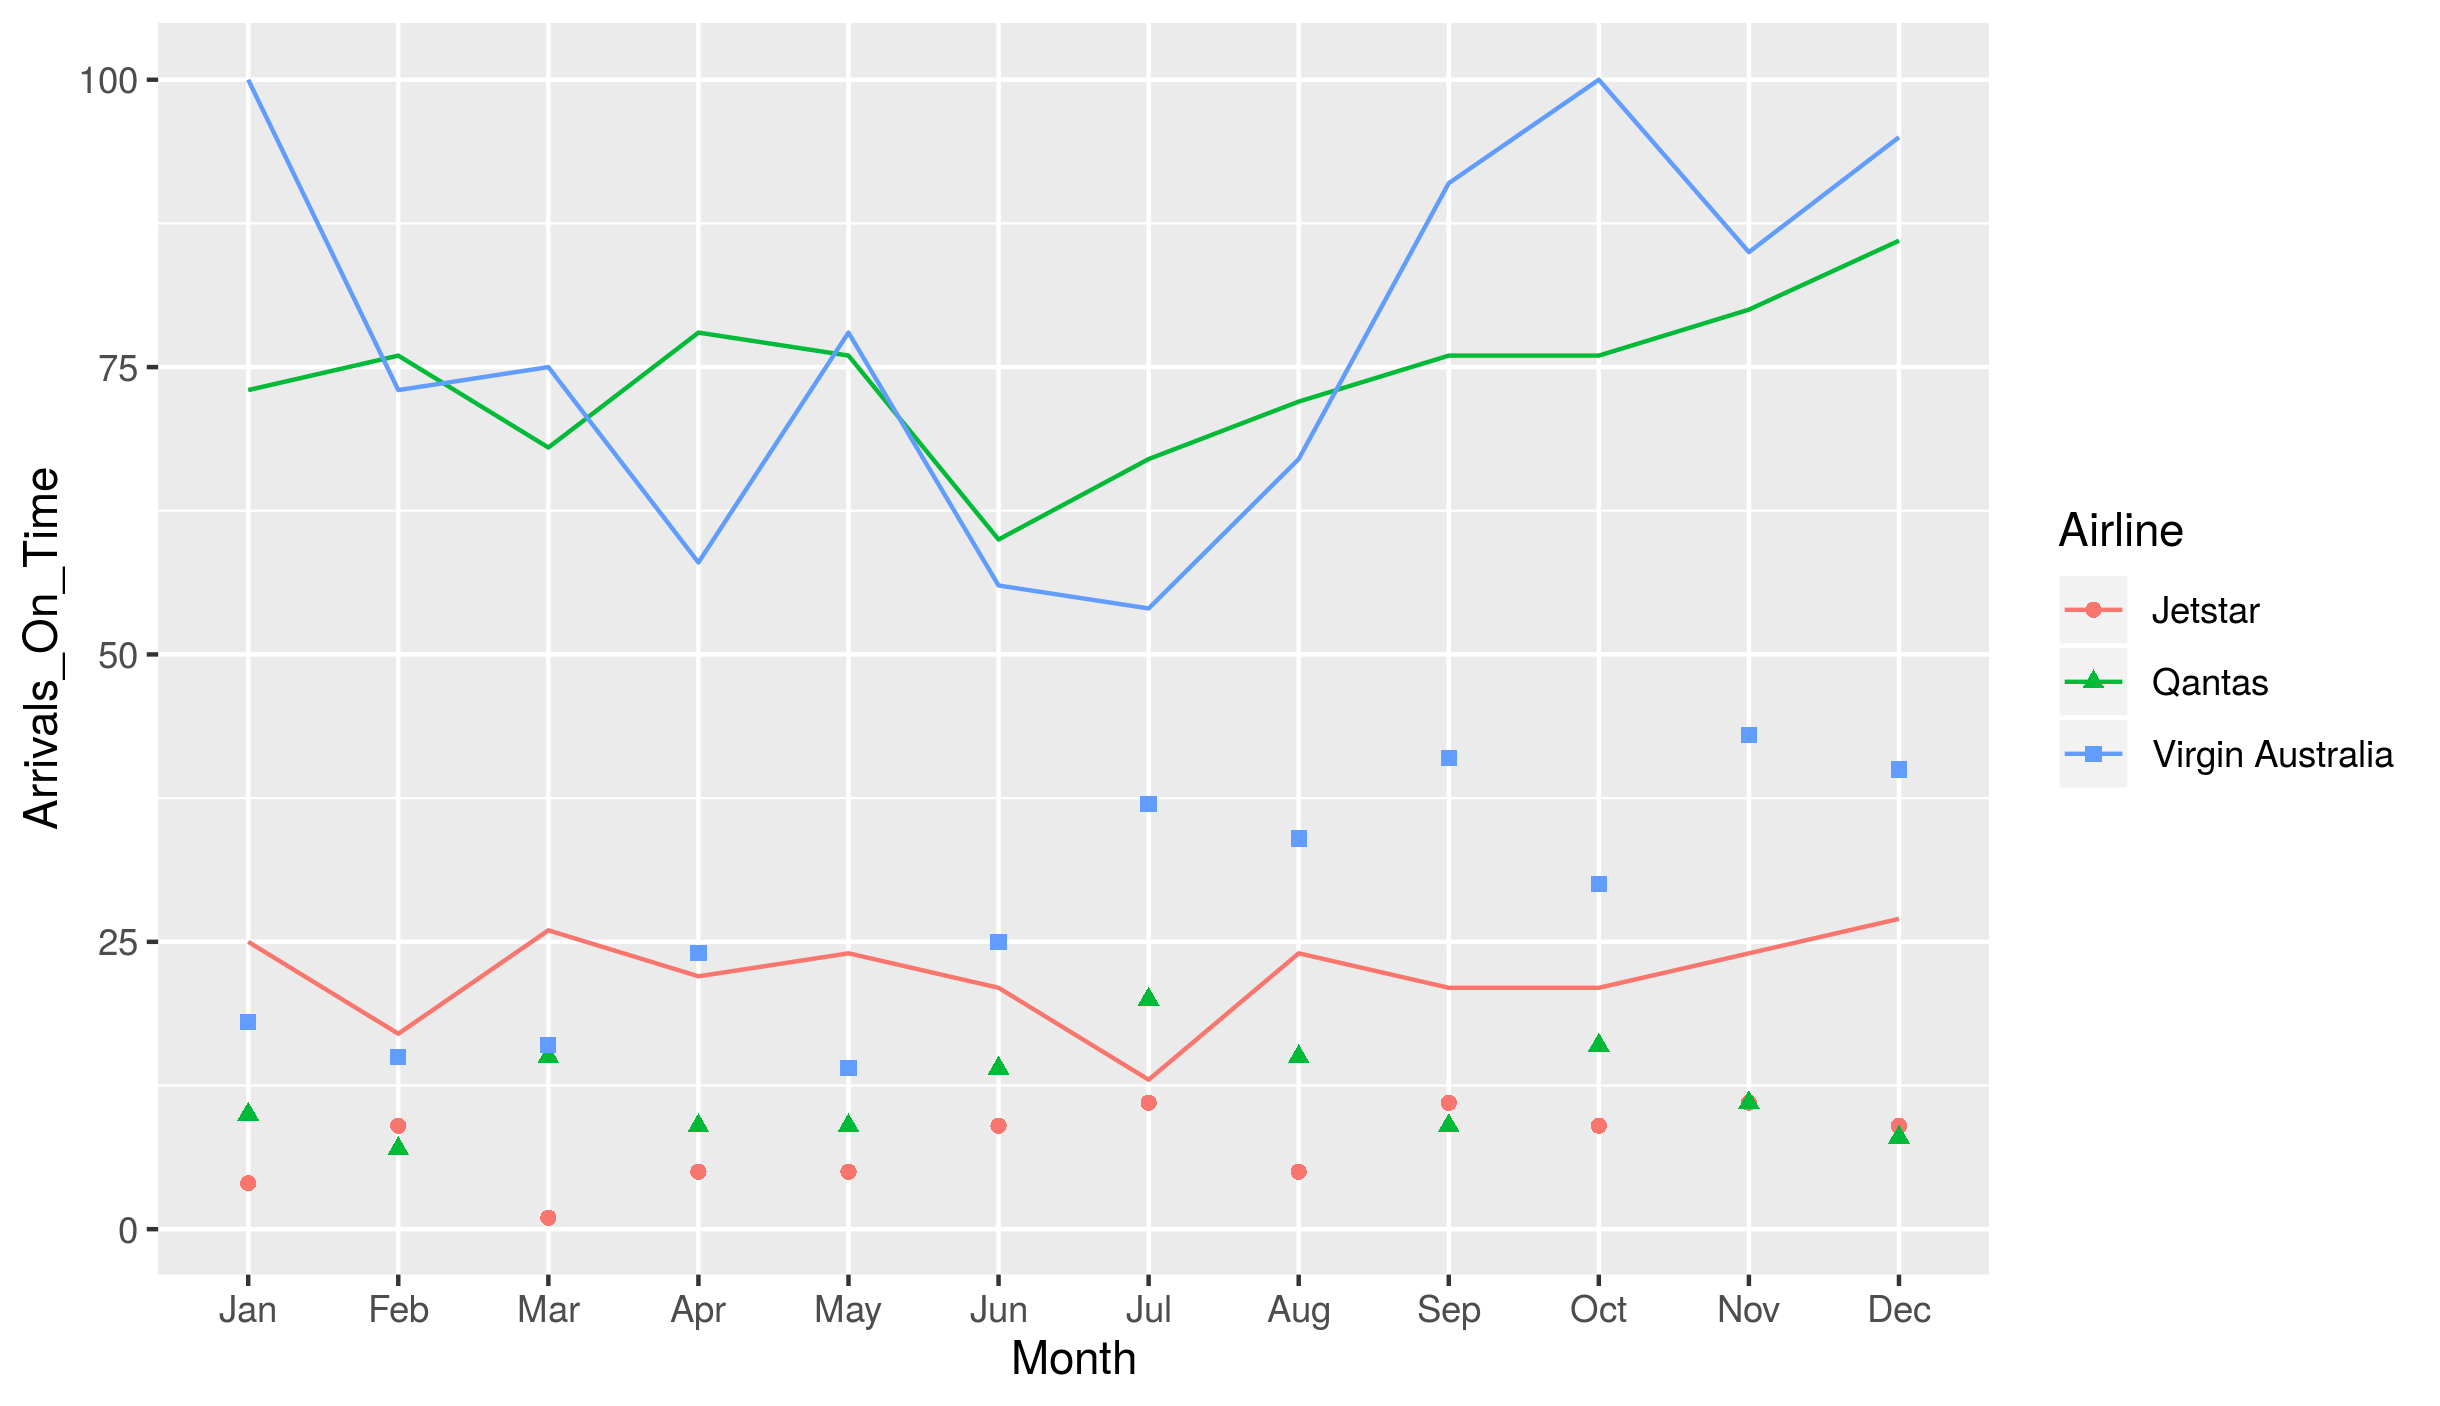 Arrivals_On_Time
100
75
50
25
0
Jan Feb Mar Apr May Jun Jul Aug Sep Oct Nov Dec
Month
Airline
Jetstar
Qantas
Virgin Australia